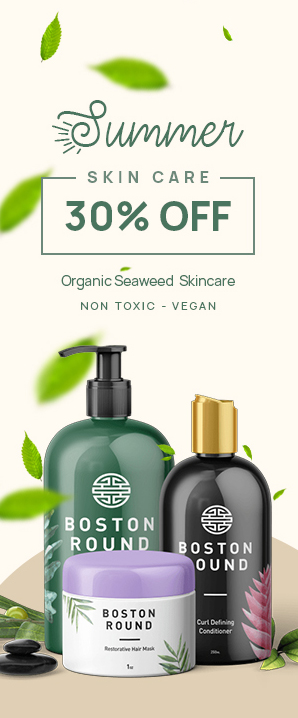 Summer
SKIN CARE
30% OFF
Organic Seaweed Skincare
NON TOXIC - VEGAN
BOSTON
ROUND
BOSTON
ROUND
Curl Defining
Conditioner
BOSTON
ROUND
Restorative Hair Mask